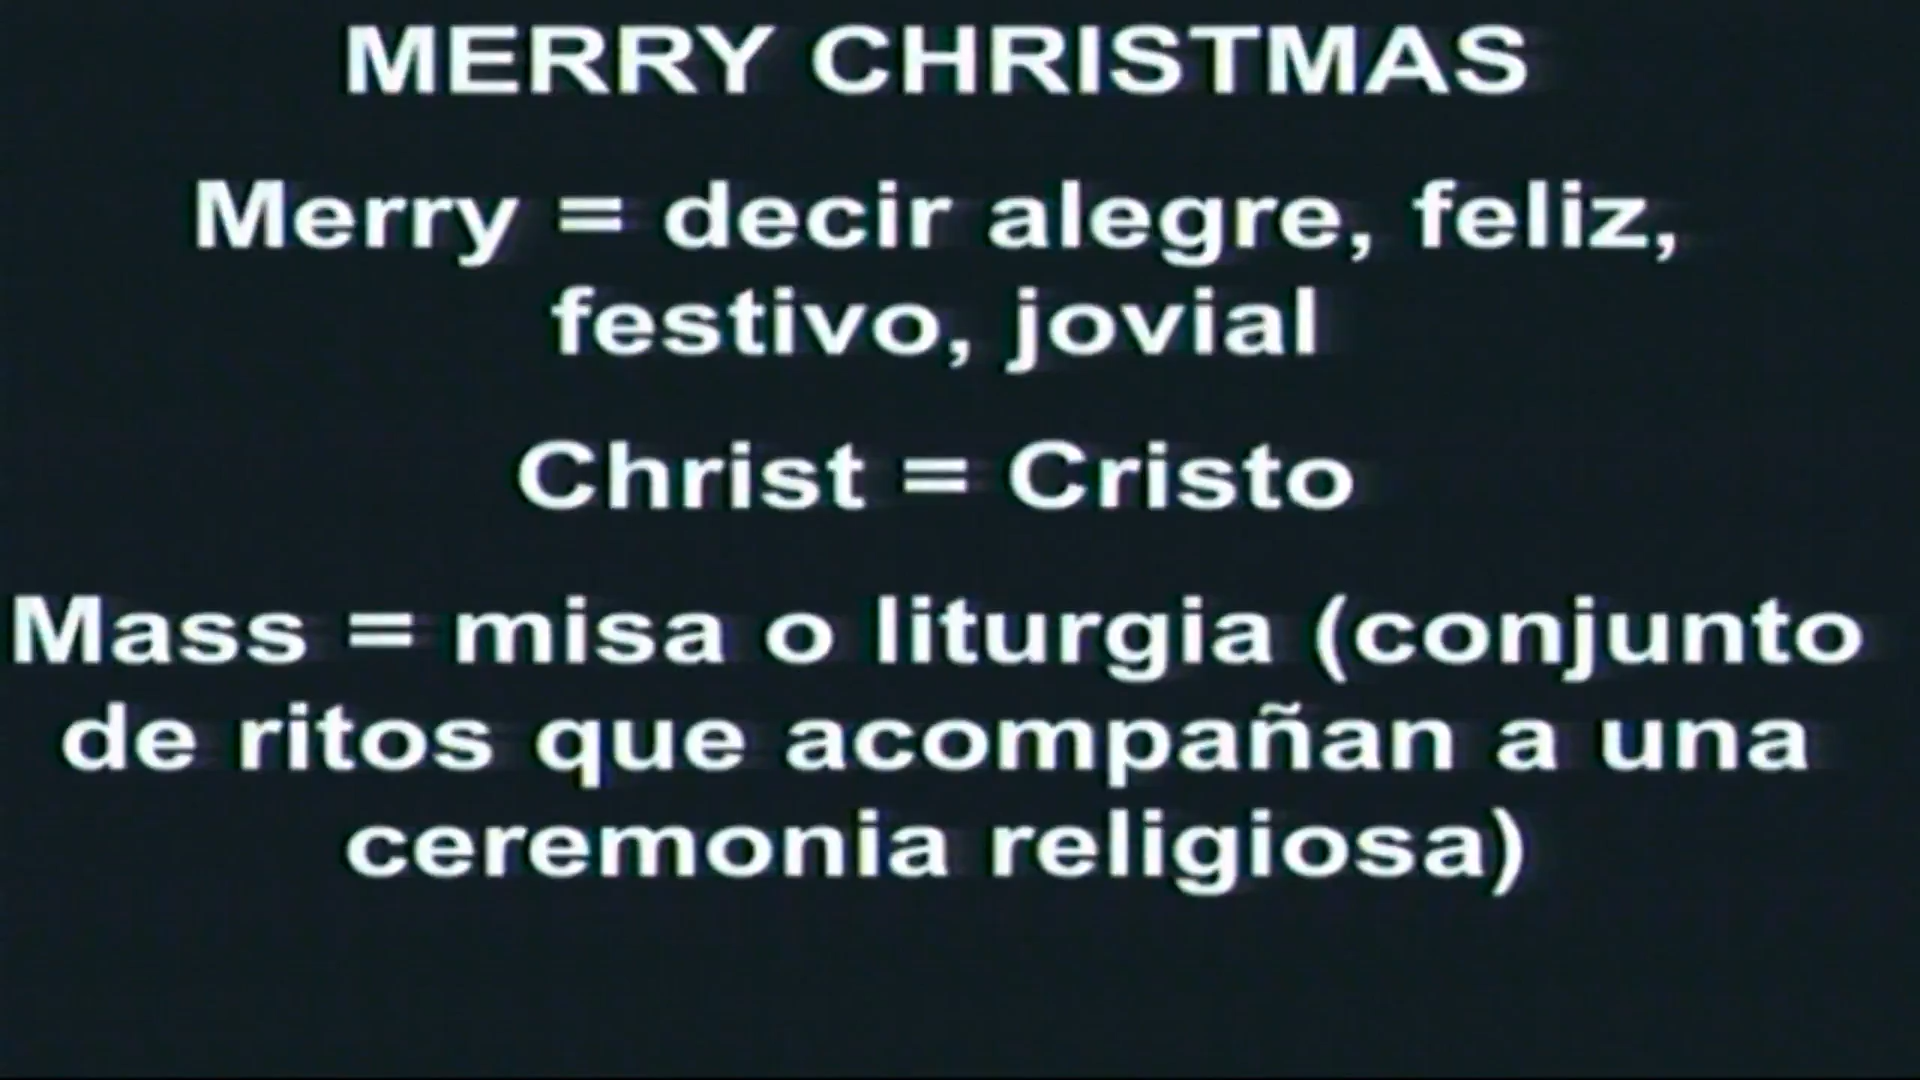 MERRY CHRISTMAS
Merry = decir alegre, feliz,
festivo, jovial
Christ = Cristo
Mass = misa o liturgia (conjunto
de ritos que acompañan a una
ceremonia religiosa)